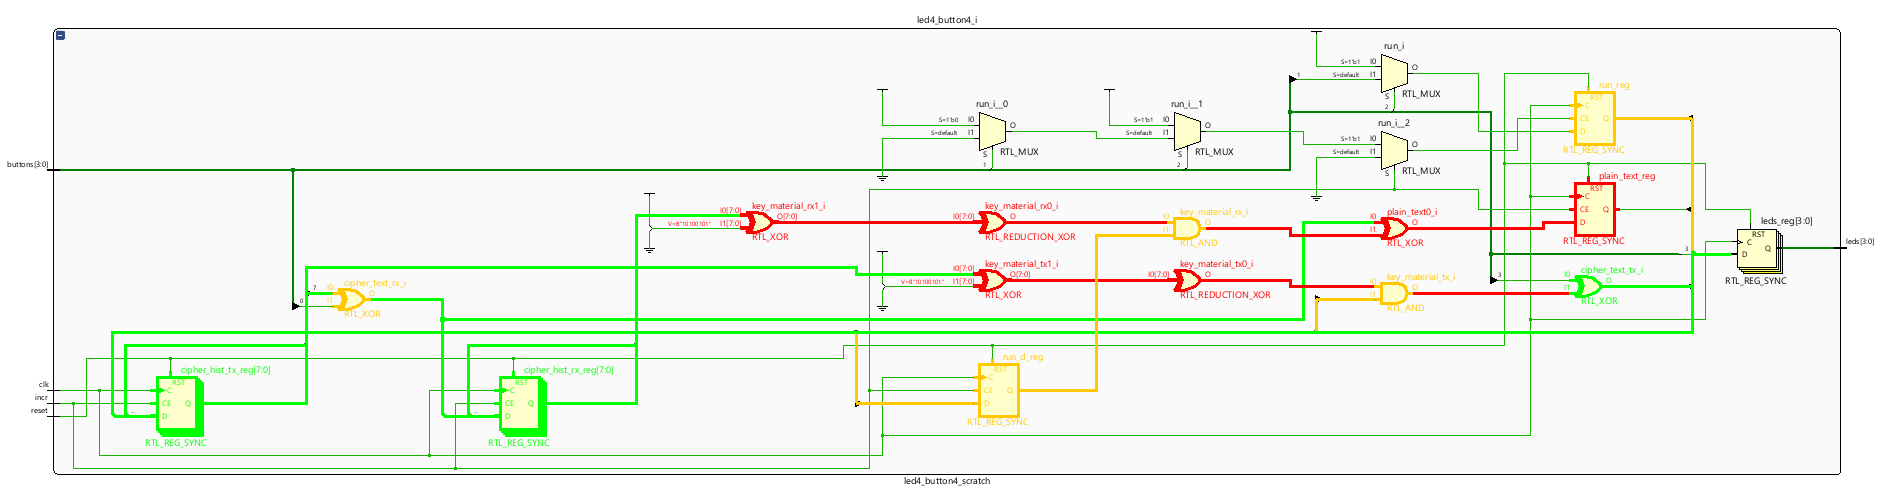 led4_button4_i
run_i
S=1'b1 I0 O
1 S=default I1
S RTL_MUX
2
run_reg
RST
C
CE Q
D
RTL_REG_SYNC
run_i__0
S=1'b0 I0 O
S=default I1
S RTL_MUX
1
run_i__1
S=1'b1 I0 O
S=default I1
S RTL_MUX
2
run_i__2
S=1'b1 I0 O
S=default I1
S RTL_MUX
buttons[3:0]
plain_text_reg
RST
C
CE Q
D
RTL_REG_SYNC
key_material_rx1_i
I0[7:0] O[7:0]
V=B"10100101" I1[7:0]
RTL_XOR
key_material_rx0_i
I0[7:0] O
RTL_REDUCTION_XOR
key_material_rx_i
I0 O
I1
RTL_AND
plain_text0_i
I0 O
I1
RTL_XOR
leds_reg[3:0]
RST
C
3 D Q
RTL_REG_SYNC
leds[3:0]
key_material_tx1_i
I0[7:0] O[7:0]
V=B"10100101" I1[7:0]
RTL_XOR
key_material_tx0_i
I0[7:0] O
RTL_REDUCTION_XOR
key_material_tx_i
I0 O
I1
RTL_AND
3
cipher_text_tx_i
I0 O
I1
RTL_XOR
cipher_text_rx_i
7 I0 O
0 I1
RTL_XOR
cipher_hist_tx_reg[7:0]
RST
C
CE Q
... D
RTL_REG_SYNC
cipher_hist_rx_reg[7:0]
RST
C
CE Q
... D
RTL_REG_SYNC
run_d_reg
RST
C
CE Q
D
RTL_REG_SYNC
clk
incr
reset
led4_button4_scratch